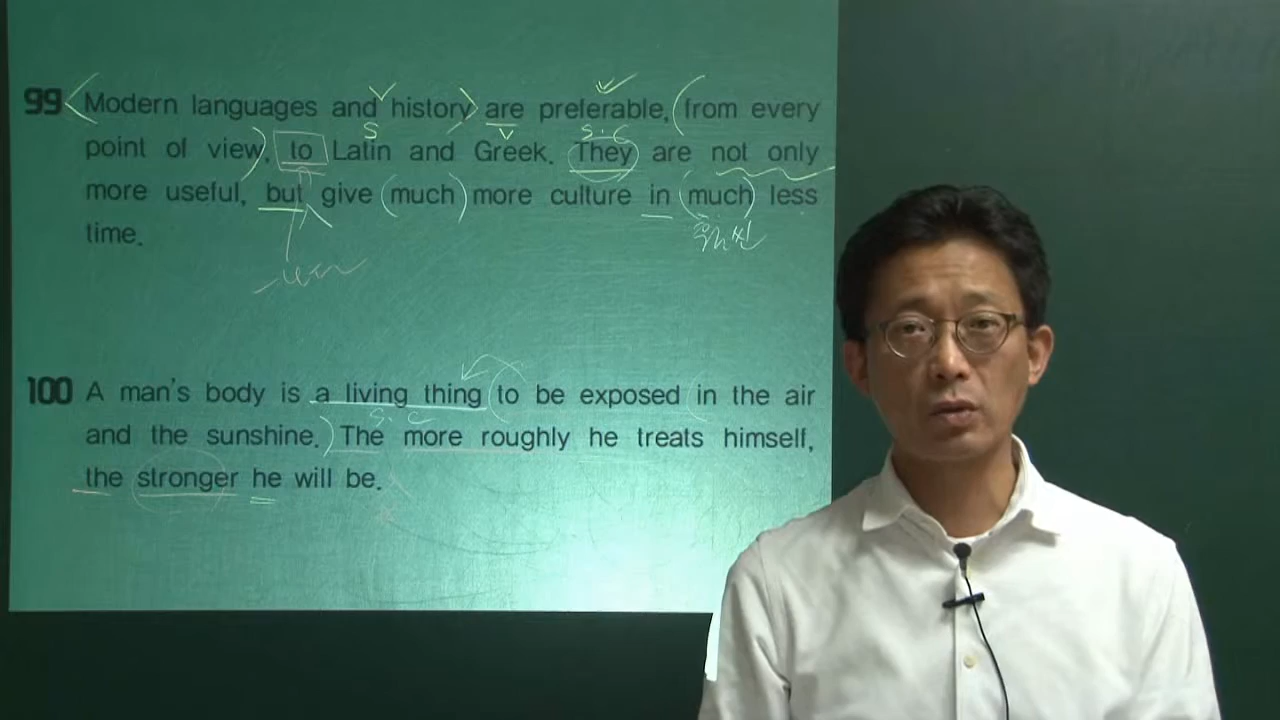 99 Modern languages and history are preferable, from every
point of view, to Latin and Greek. They are not only
more useful, but give much more culture in much less
time.
S
V
S.C
훨씬
100 A man's body is a living thing to be exposed in the air
and the sunshine. The more roughly he treats himself,
the stronger he will be.
S.C